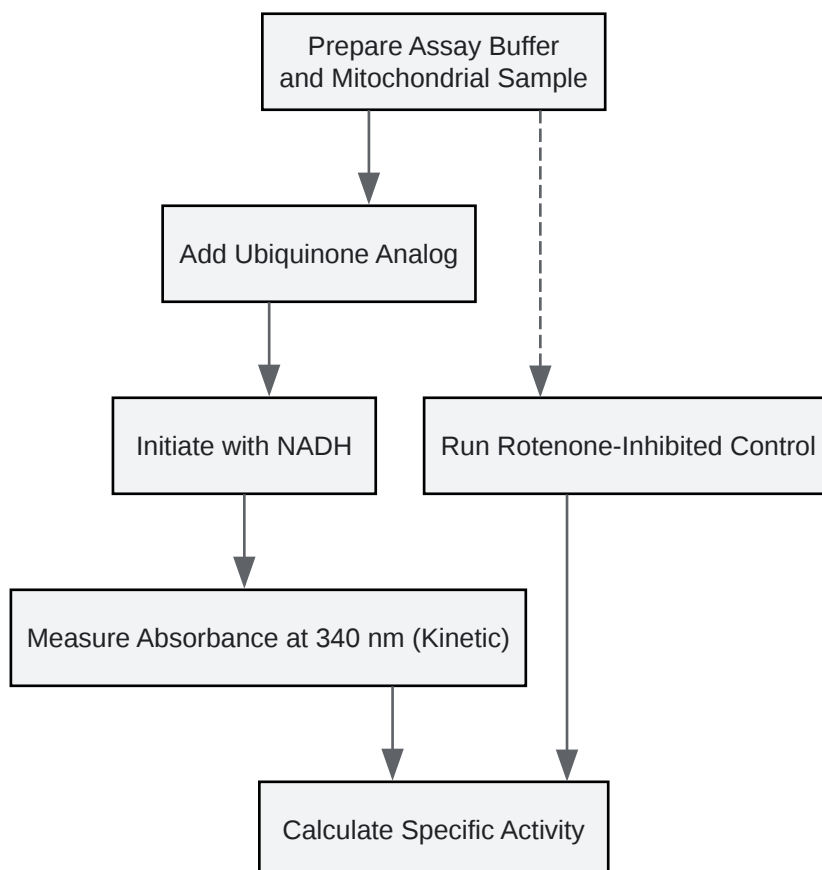 Prepare Assay Buffer
and Mitochondrial Sample
Add Ubiquinone Analog
Initiate with NADH
Run Rotenone-Inhibited Control
Measure Absorbance at 340 nm (Kinetic)
Calculate Specific Activity